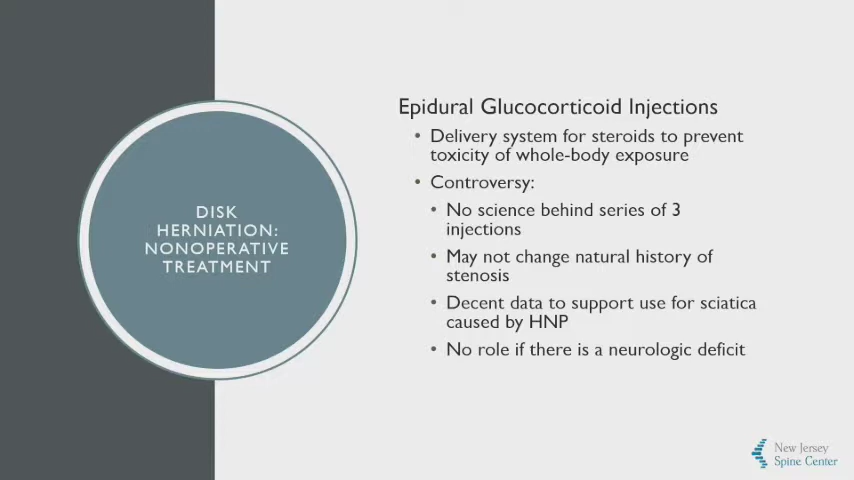 DISK
HERNIATION:
NONOPERATIVE
TREATMENT
Epidural Glucocorticoid Injections
• Delivery system for steroids to prevent
toxicity of whole-body exposure
• Controversy:
• No science behind series of 3
injections
• May not change natural history of
stenosis
• Decent data to support use for sciatica
caused by HNP
• No role if there is a neurologic deficit
New Jersey
Spine Center